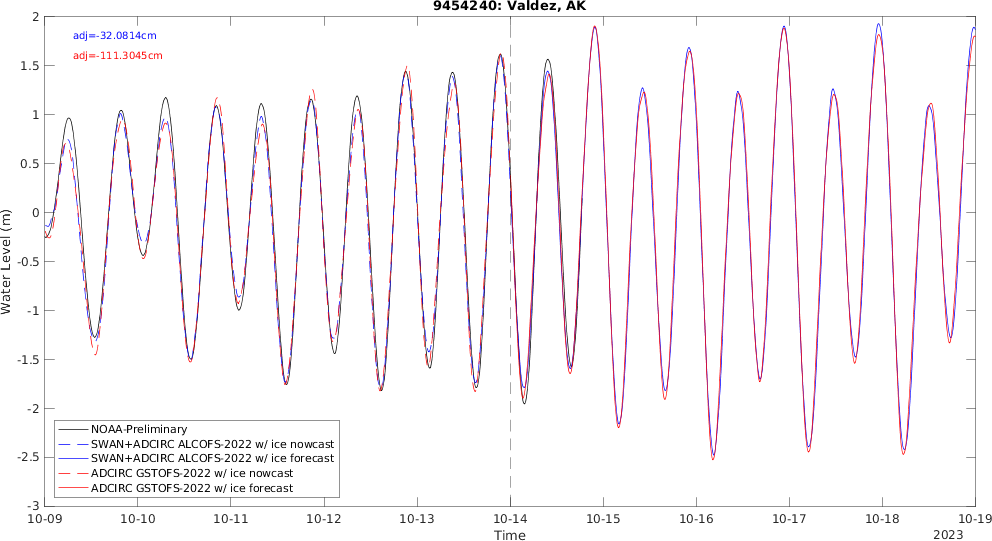 9454240: Valdez, AK
adj=-32.0814cm
adj=-111.3045cm
2
1.5
1
0.5
0
-0.5
-1
-1.5
-2
-2.5
-3
Water Level (m)
NOAA-Preliminary
SWAN+ADCIRC ALCOFS-2022 w/ ice nowcast
SWAN+ADCIRC ALCOFS-2022 w/ ice forecast
ADCIRC GSTOFS-2022 w/ ice nowcast
ADCIRC GSTOFS-2022 w/ ice forecast
10-09 10-10 10-11 10-12 10-13 10-14 10-15 10-16 10-17 10-18 10-19
Time
2023